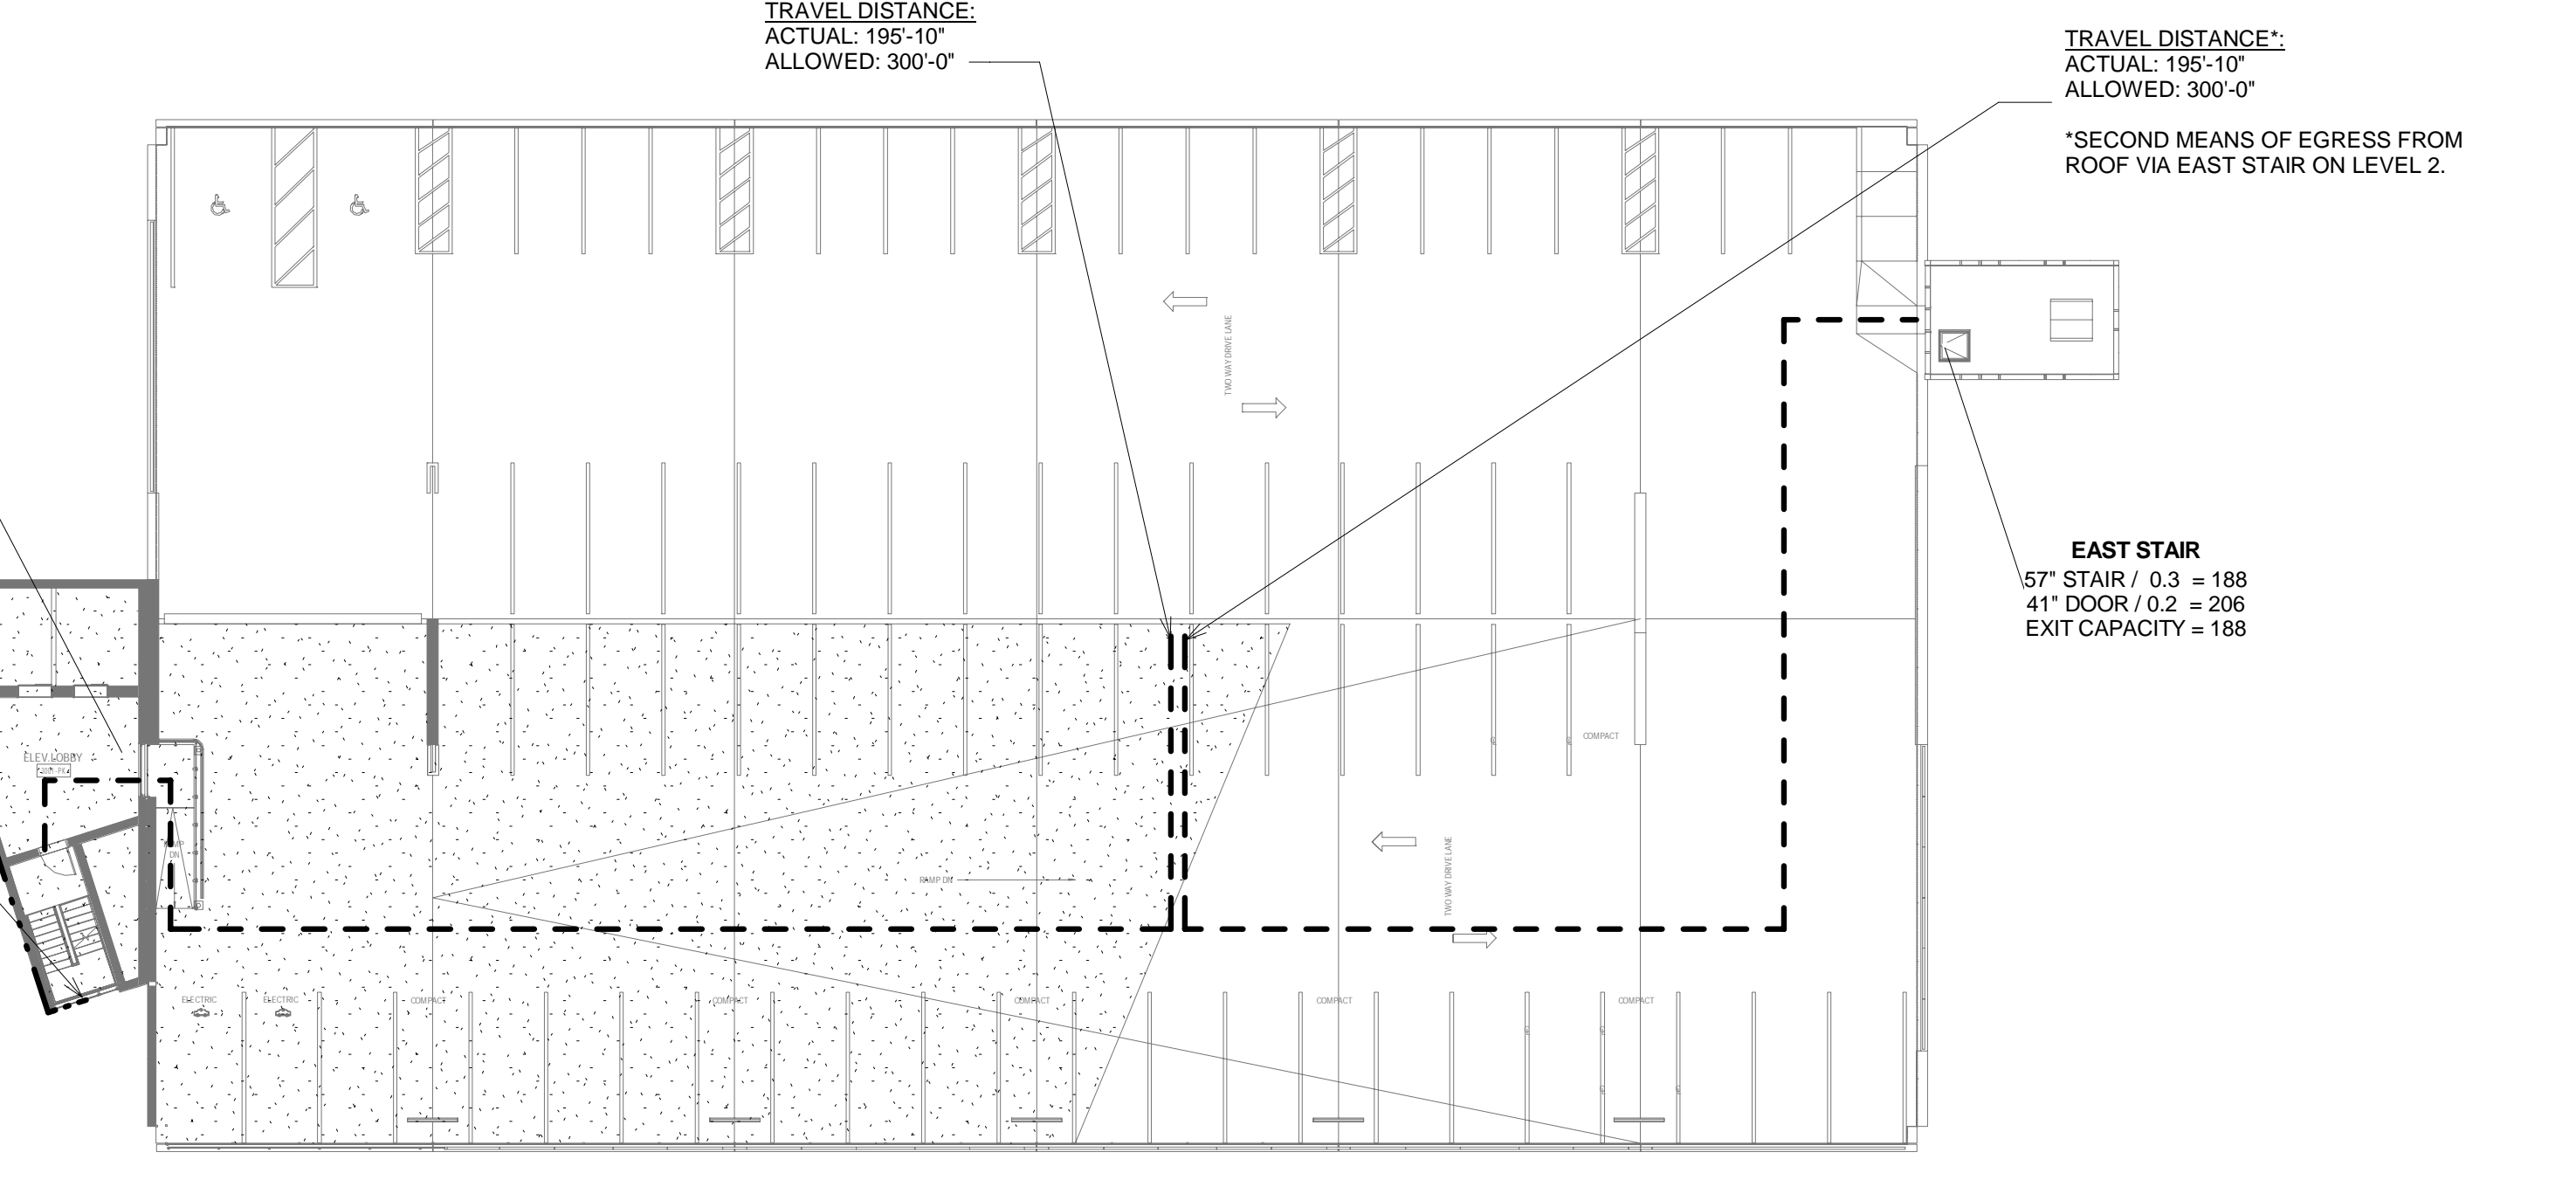 TRAVEL DISTANCE:
ACTUAL: 195'-10"
ALLOWED: 300'-0"
TRAVEL DISTANCE*:
ACTUAL: 195'-10"
ALLOWED: 300'-0"
*SECOND MEANS OF EGRESS FROM
ROOF VIA EAST STAIR ON LEVEL 2.
TWO WAY DRIVE LANE
EAST STAIR
57" STAIR / 0.3 = 188
41" DOOR / 0.2 = 206
EXIT CAPACITY = 188
COMPACT
ELEV. LOBBY
DN
RAMP DN
TWO WAY DRIVE LANE
ELECTRIC
ELECTRIC
COMPACT
COMPACT
COMPACT
COMPACT
COMPACT